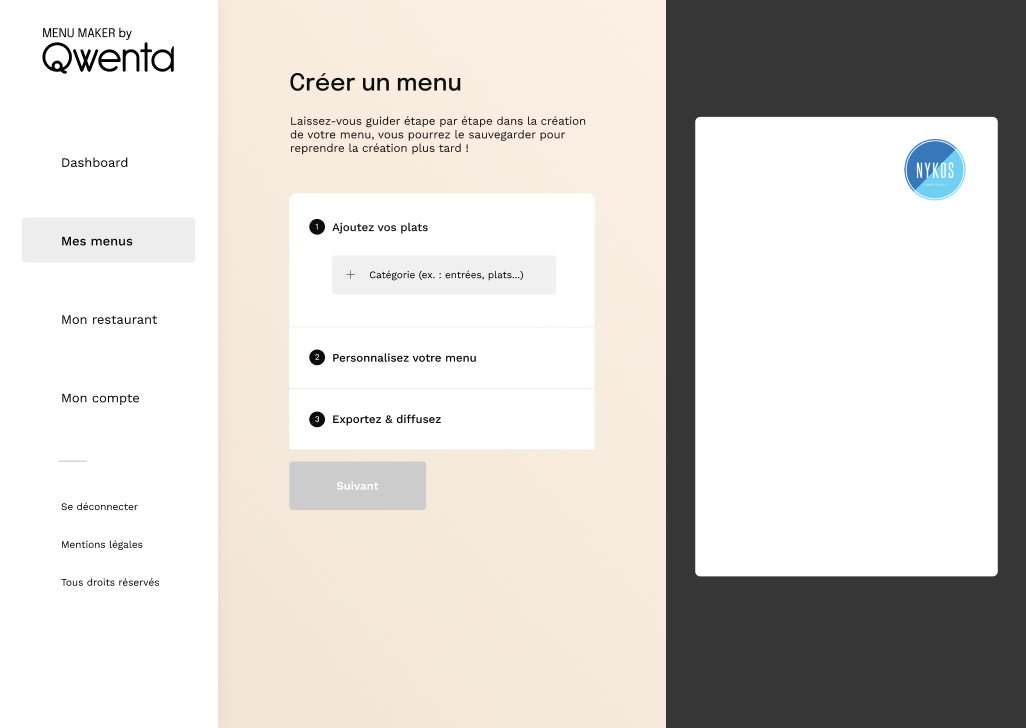 MENU MAKER by
Qwenta
Dashboard
Mes menus
Mon restaurant
Mon compte
Se déconnecter
Mentions légales
Tous droits réservés
Créer un menu
Laissez-vous guider étape par étape dans la création
de votre menu, vous pourrez le sauvegarder pour
reprendre la création plus tard !
1 Ajoutez vos plats
+ Catégorie (ex. : entrées, plats...)
2 Personnalisez votre menu
3 Exportez & diffusez
Suivant
NYKOS